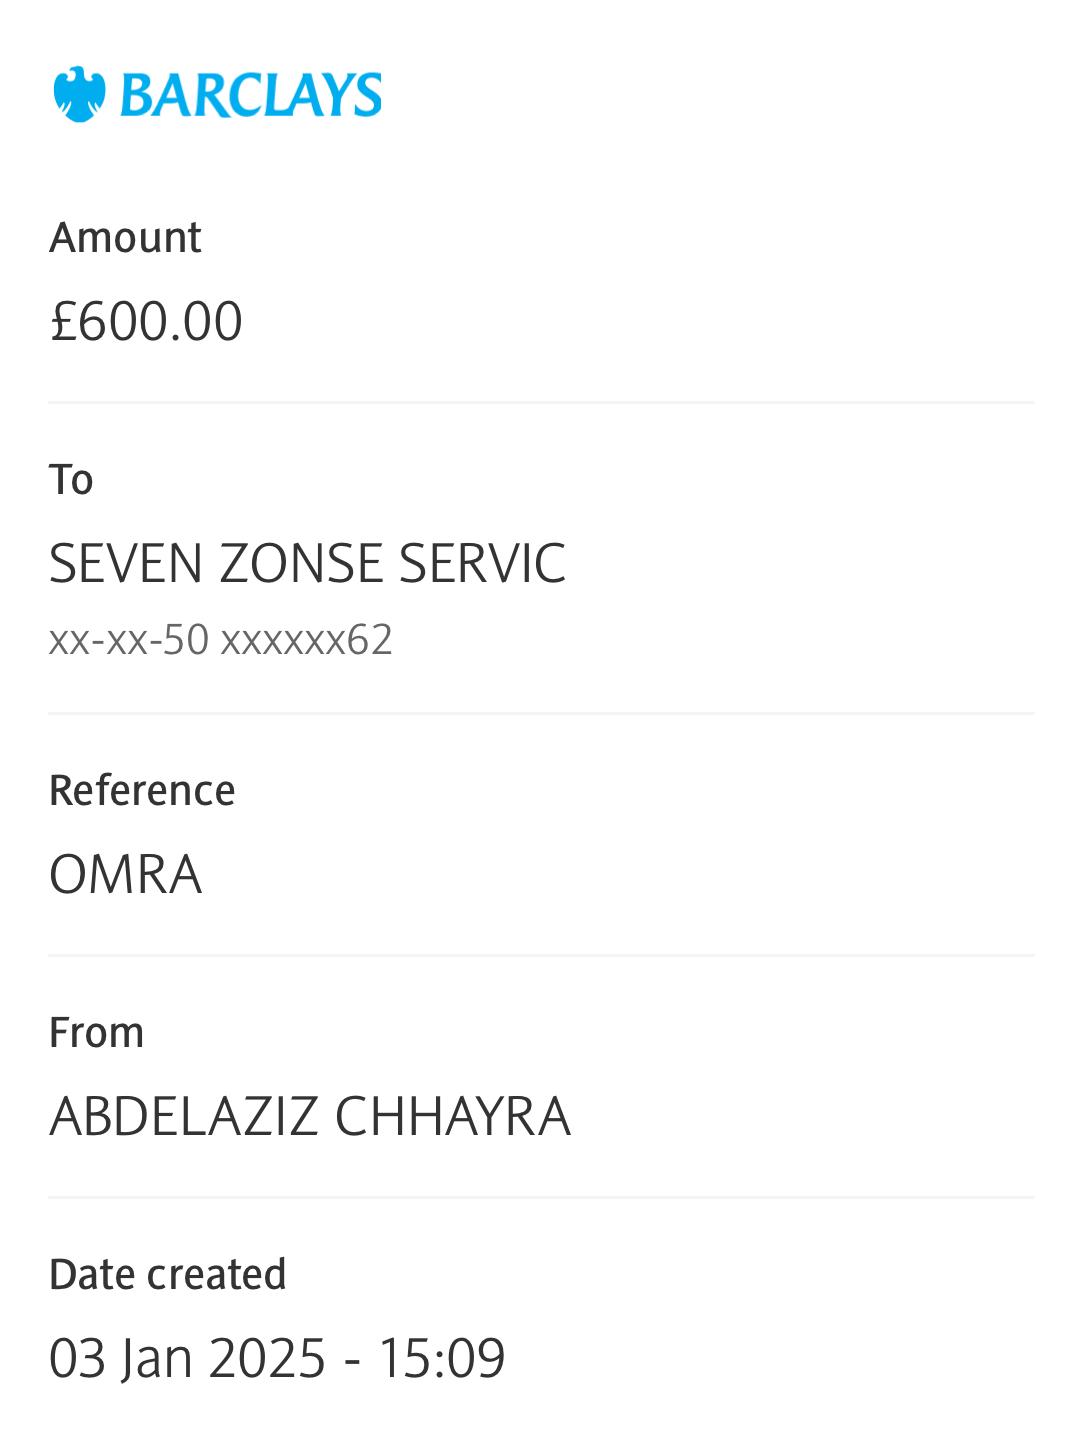 BARCLAYS
Amount
£600.00
To
SEVEN ZONSE SERVIC
xx-xx-50 xxxxxx62
Reference
OMRA
From
ABDELAZIZ CHHAYRA
Date created
03 Jan 2025 - 15:09